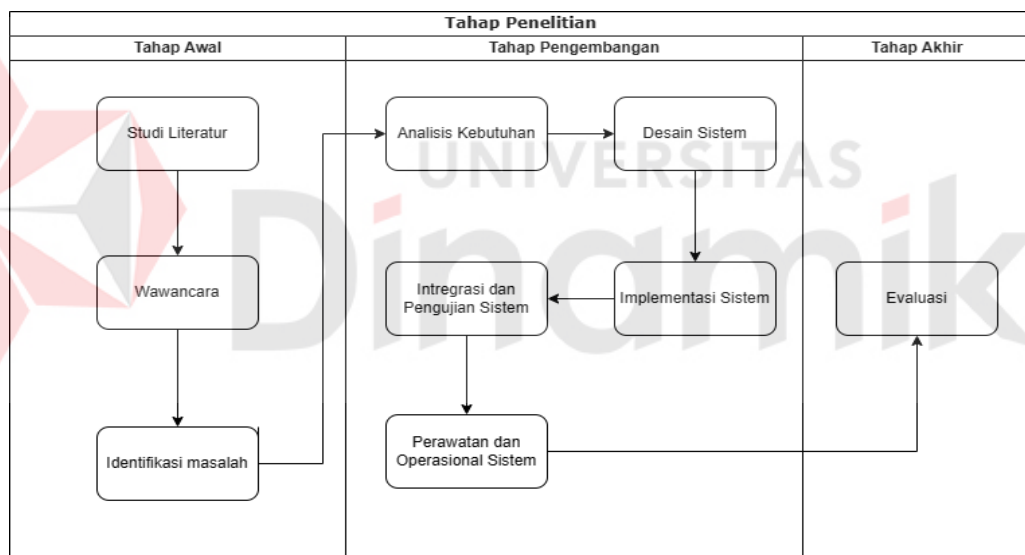 Tahap Penelitian
Tahap Awal
Tahap Pengembangan
Tahap Akhir
Studi Literatur
Analisis Kebutuhan
Desain Sistem
UNIVERSITAS
Dinamika
Wawancara
Intregrasi dan
Pengujian Sistem
Implementasi Sistem
Evaluasi
Identifikasi masalah
Perawatan dan
Operasional Sistem